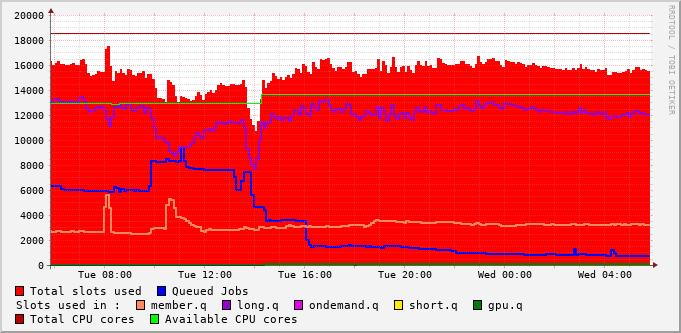 20000
18000
16000
14000
12000
10000
8000
6000
4000
2000
0
Tue 08:00 Tue 12:00 Tue 16:00 Tue 20:00 Wed 00:00 Wed 04:00
RRDTOOL / TOBI OETIKER
Total slots used Queued Jobs
Slots used in : member.q long.q ondemand.q short.q gpu.q
Total CPU cores Available CPU cores